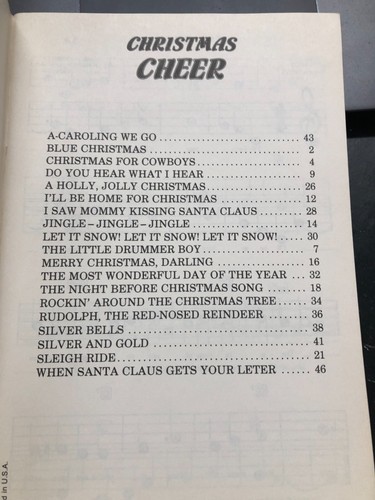 CHRISTMAS
CHEER
A-CAROLING WE GO ............................ 43
BLUE CHRISTMAS ............................... 2
CHRISTMAS FOR COWBOYS ..................... 4
DO YOU HEAR WHAT I HEAR .................... 9
A HOLLY, JOLLY CHRISTMAS ................... 26
I'LL BE HOME FOR CHRISTMAS ................ 12
I SAW MOMMY KISSING SANTA CLAUS ......... 28
JINGLE – JINGLE – JINGLE ....................... 14
LET IT SNOW! LET IT SNOW! LET IT SNOW! ..... 30
THE LITTLE DRUMMER BOY ..................... 7
MERRY CHRISTMAS, DARLING .................. 16
THE MOST WONDERFUL DAY OF THE YEAR ... 32
THE NIGHT BEFORE CHRISTMAS SONG ........ 18
ROCKIN' AROUND THE CHRISTMAS TREE ...... 34
RUDOLPH, THE RED-NOSED REINDEER ........ 36
SILVER BELLS .................................. 38
SILVER AND GOLD .............................. 41
SLEIGH RIDE .................................... 21
WHEN SANTA CLAUS GETS YOUR LETER ...... 46
d in U.S.A.